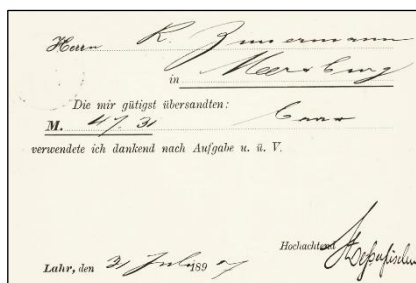 Herrn R. Zimmermann
in Meersburg
Die mir gütigst übersandten:
M. 47.31
verwendete ich dankend nach Aufgabe u. ü. V.
Hochachtend
Lahr, den 31 Juli 1897